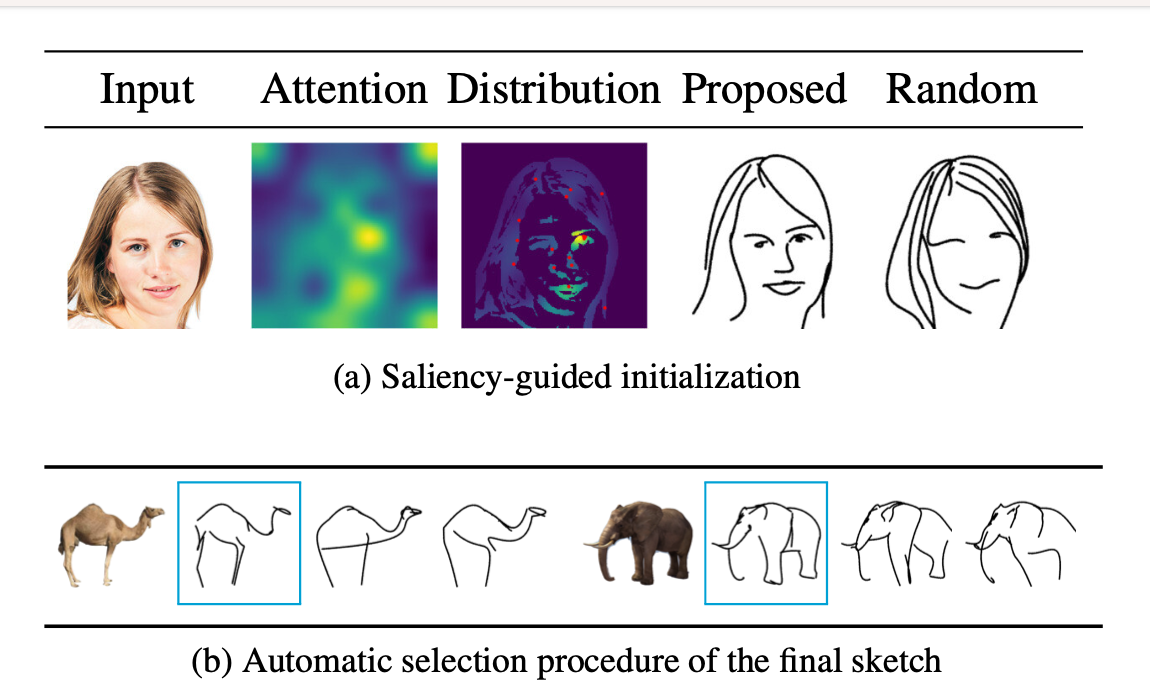 Input Attention Distribution Proposed Random
(a) Saliency-guided initialization
(b) Automatic selection procedure of the final sketch